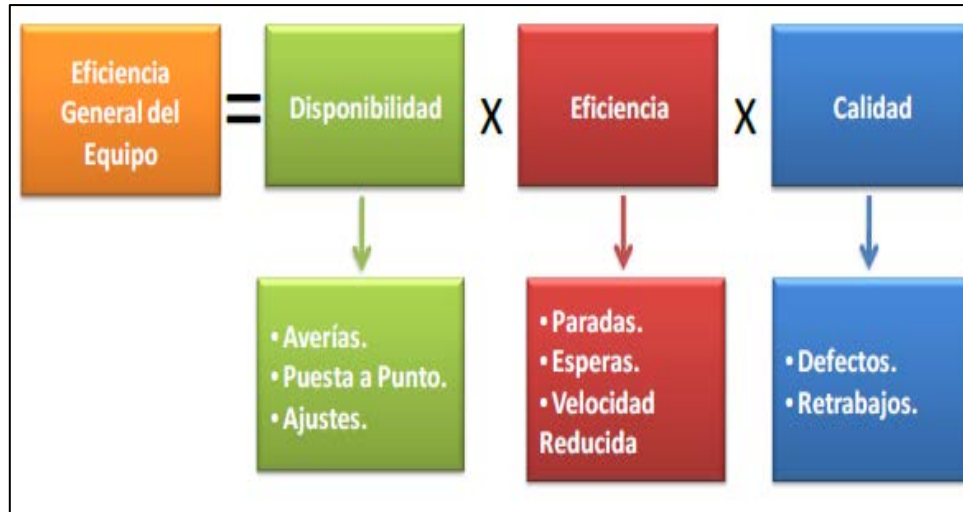 Eficiencia
General del
Equipo
=
Disponibilidad
X
Eficiencia
X
Calidad
• Averías.
• Puesta a Punto.
• Ajustes.
• Paradas.
• Esperas.
• Velocidad
Reducida
• Defectos.
• Retrabajos.